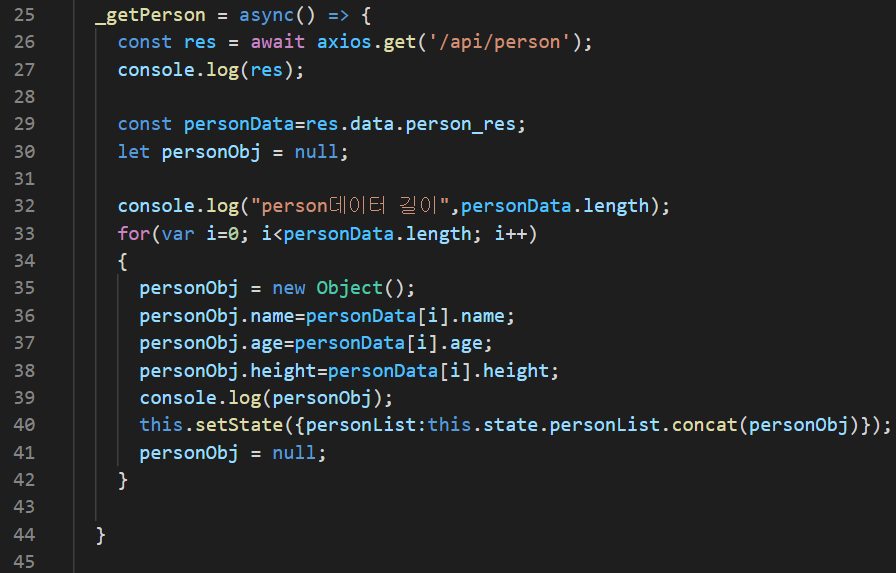 25 _getPerson = async() => {
26 const res = await axios.get('/api/person');
27 console.log(res);
28
29 const personData=res.data.person_res;
30 let personObj = null;
31
32 console.log("person데이터 길이",personData.length);
33 for(var i=0; i<personData.length; i++)
34 {
35 personObj = new Object();
36 personObj.name=personData[i].name;
37 personObj.age=personData[i].age;
38 personObj.height=personData[i].height;
39 console.log(personObj);
40 this.setState({personList:this.state.personList.concat(personObj)});
41 personObj = null;
42 }
43
44 }
45